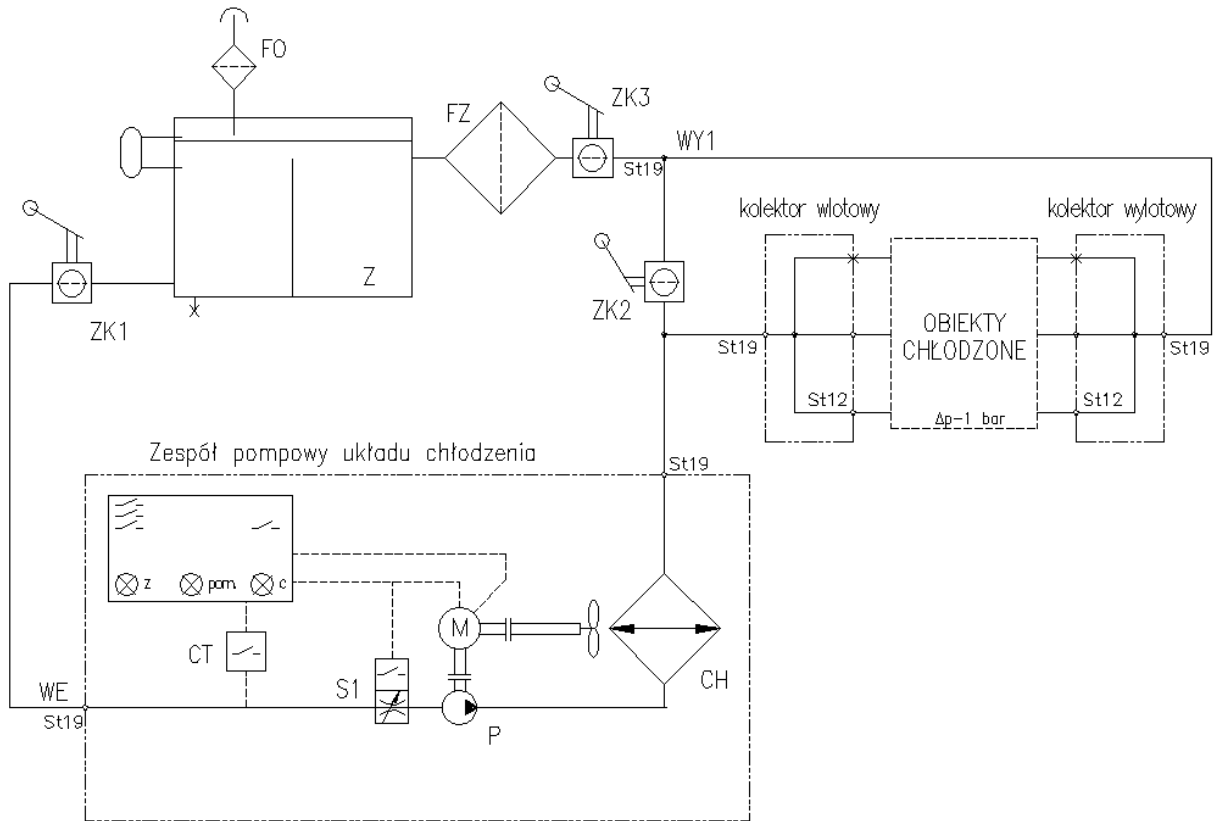 FO
FZ
ZK3
St19
WY1
kolektor wlotowy
kolektor wylotowy
Z
ZK1
ZK2
St19
OBIEKTY
CHŁODZONE
St19
St12
Δp-1 bar
St12
Zespół pompowy układu chłodzenia
St19
z
pom.
c
M
CT
CH
WE
S1
St19
P